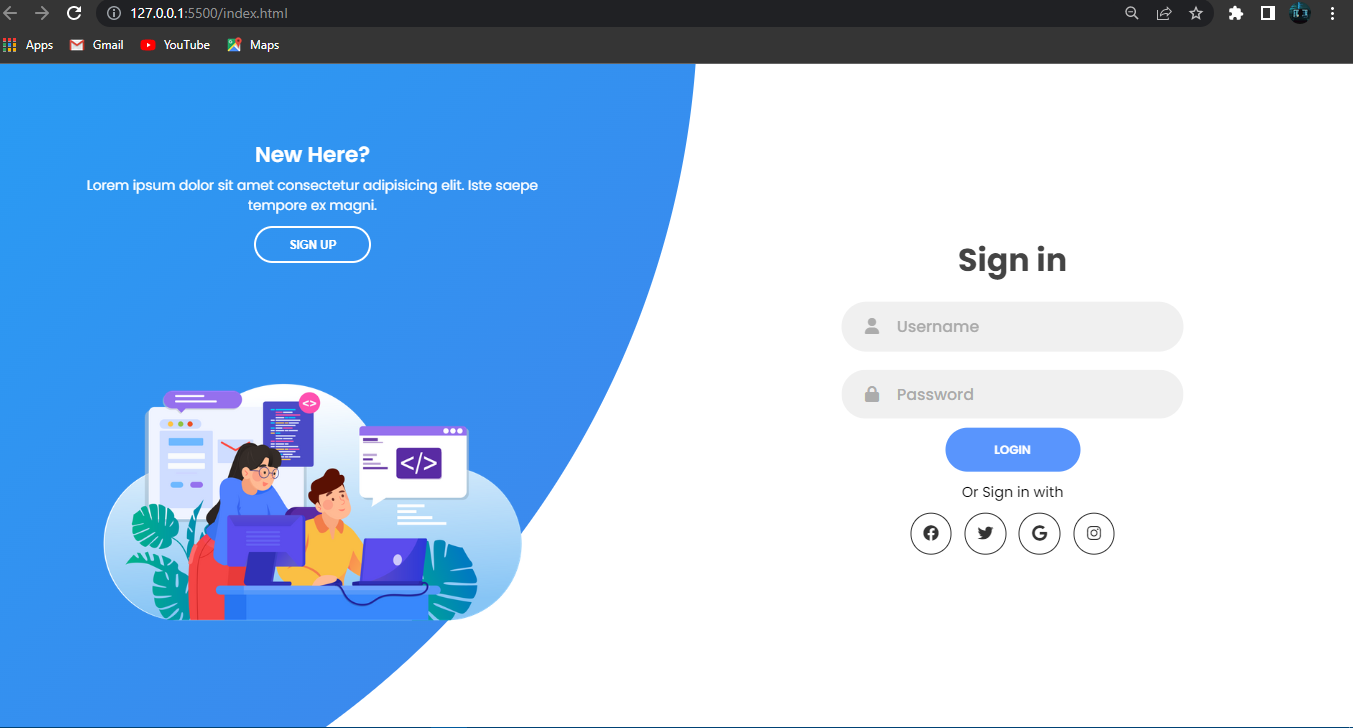 127.0.0.1:5500/index.html
Apps
Gmail
YouTube
Maps
New Here?
Lorem ipsum dolor sit amet consectetur adipisicing elit. Iste saepe
tempore ex magni.
SIGN UP
<>
</>
Sign in
Username
Password
LOGIN
Or Sign in with